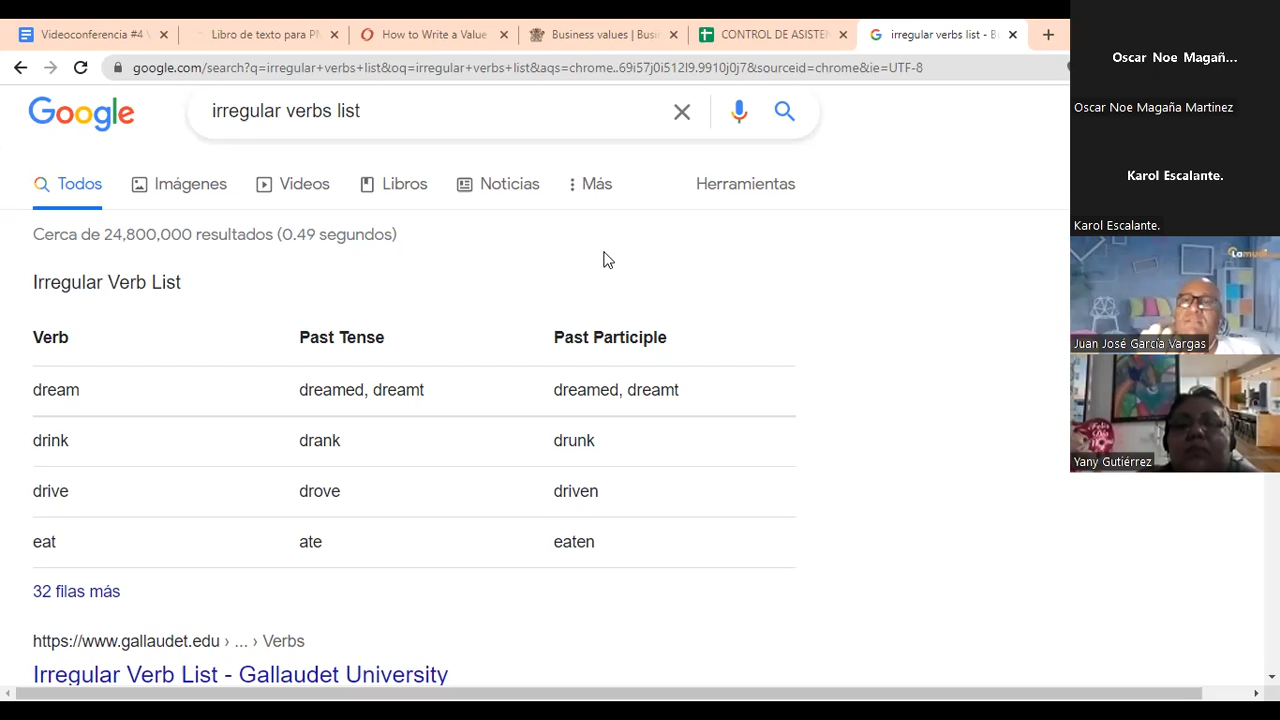 Videoconferencia #4 V
Libro de texto para PM
How to Write a Value
Business values | Busi
CONTROL DE ASISTEN
irregular verbs list - B
google.com/search?q=irregular+verbs+list&oq=irregular+verbs+list&aqs=chrome..69i57j0i512l9.9910j0j7&sourceid=chrome&ie=UTF-8
Google
irregular verbs list
Todos Imágenes Videos Libros Noticias Más Herramientas
Cerca de 24,800,000 resultados (0.49 segundos)
Irregular Verb List
Verb Past Tense Past Participle
dream dreamed, dreamt dreamed, dreamt
drink drank drunk
drive drove driven
eat ate eaten
32 filas más
https://www.gallaudet.edu › ... › Verbs
Irregular Verb List - Gallaudet University
Oscar Noe Magañ...
Oscar Noe Magaña Martinez
Karol Escalante.
Karol Escalante.
Lamudi
Juan José García Vargas
Yany Gutiérrez